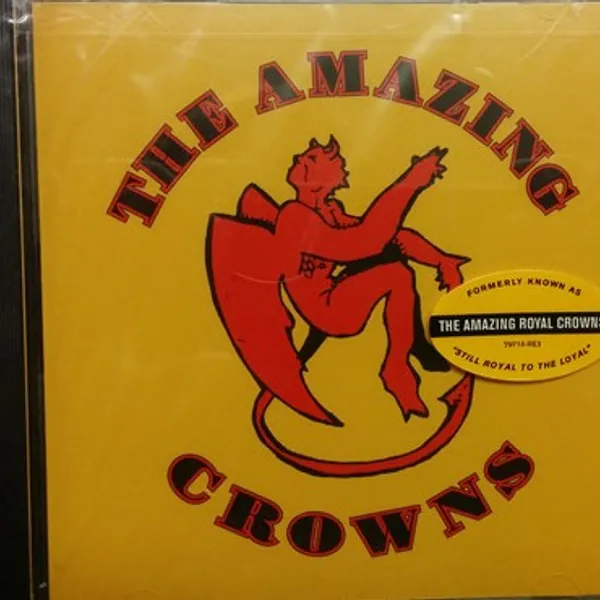 THE AMAZING
CROWNS
FORMERLY KNOWN AS
THE AMAZING ROYAL CROWNS
"STILL ROYAL TO THE LOYAL"